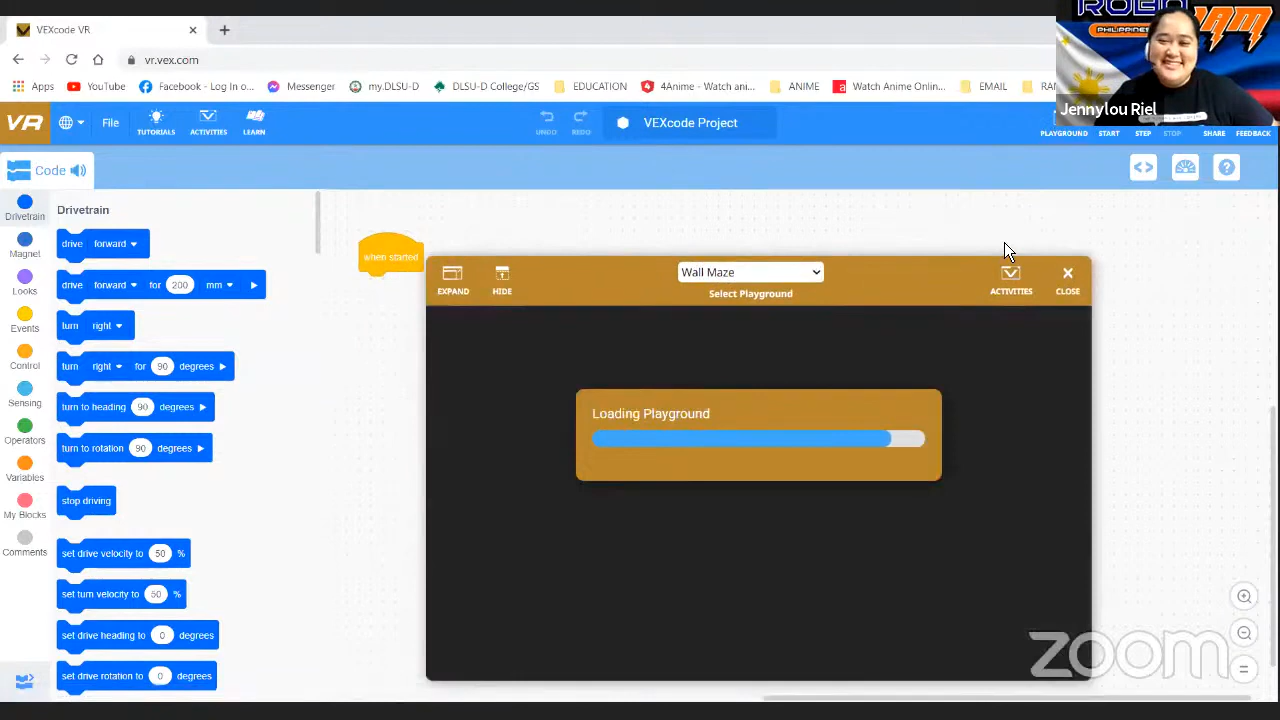 VEXcode VR
vr.vex.com
Apps YouTube Facebook - Log In o... Messenger my.DLSU-D DLSU-D College/GS EDUCATION 4Anime - Watch ani... ANIME Watch Anime Onlin... EMAIL
PHILIPPINES
Jennylou Riel
VR File TUTORIALS ACTIVITIES LEARN UNDO REDO VEXcode Project PLAYGROUND START STEP STOP SHARE FEEDBACK
Code
Drivetrain
Magnet
Looks
Events
Control
Sensing
Operators
Variables
My Blocks
Comments
Drivetrain
drive forward
drive forward for 200 mm
turn right
turn right for 90 degrees
turn to heading 90 degrees
turn to rotation 90 degrees
stop driving
set drive velocity to 50 %
set turn velocity to 50 %
set drive heading to 0 degrees
set drive rotation to 0 degrees
when started
EXPAND HIDE Wall Maze ACTIVITIES CLOSE
Select Playground
Loading Playground
zoom